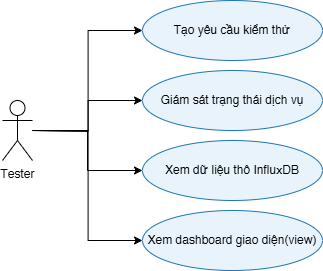 Tạo yêu cầu kiểm thử
Giám sát trạng thái dịch vụ
Tester
Xem dữ liệu thô InfluxDB
Xem dashboard giao diện(view)